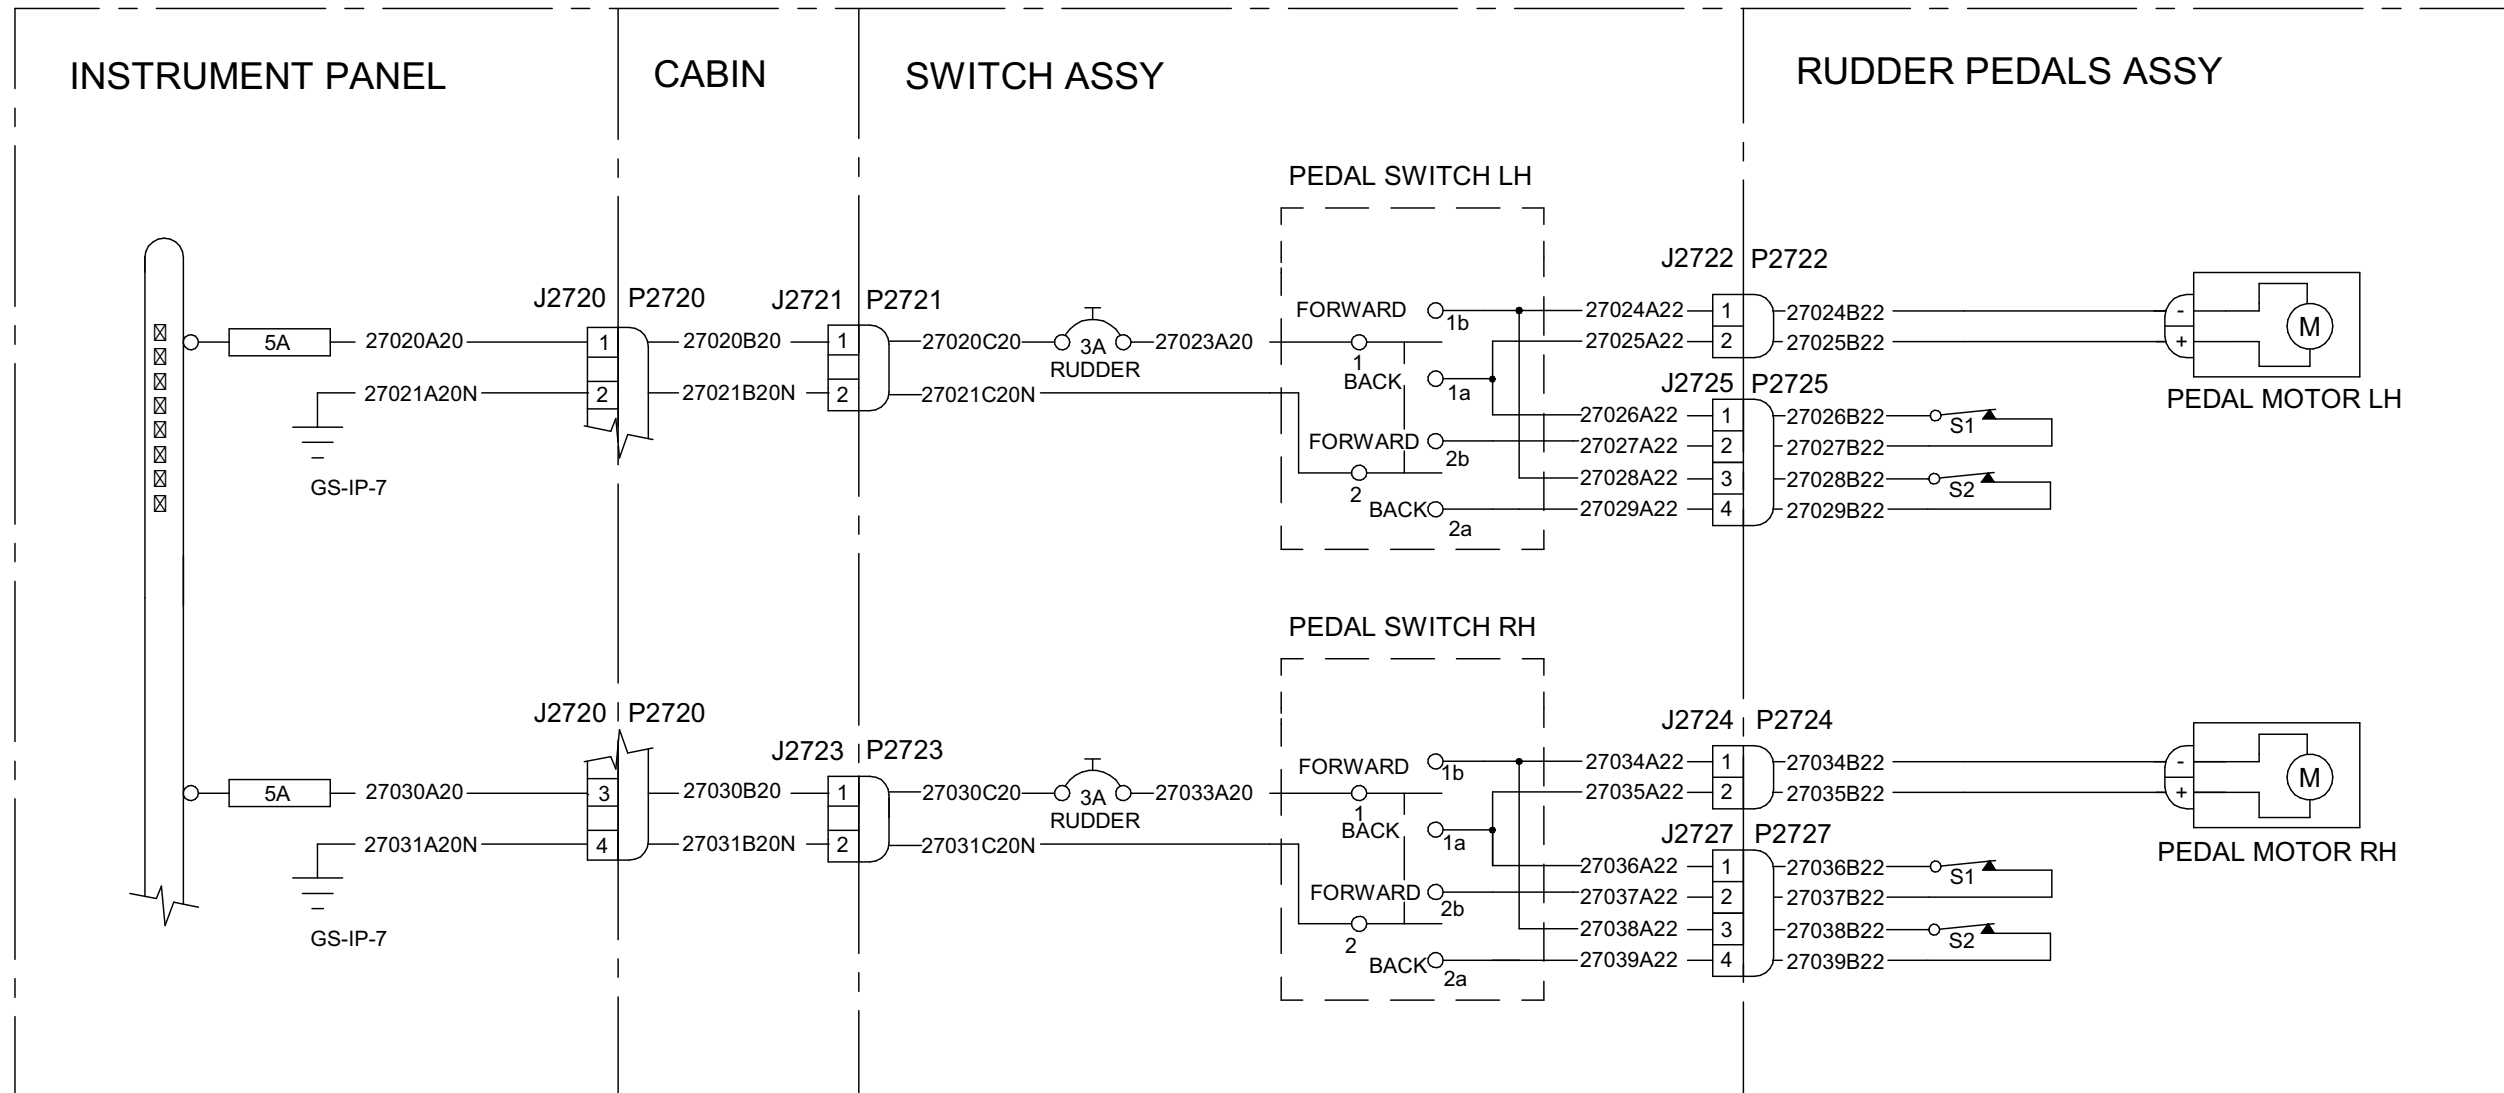 INSTRUMENT PANEL
CABIN
SWITCH ASSY
RUDDER PEDALS ASSY
PEDAL SWITCH LH
J2722 P2722
J2720 P2720
J2721 P2721
FORWARD 1b
27024A22 1 27024B22
-
M
5A 27020A20 1 27020B20 1 27020C20 3A 27023A20 1
RUDDER
27025A22 2 27025B22
+
BACK 1a
J2725 P2725
PEDAL MOTOR LH
27021A20N 2 27021B20N 2 27021C20N
27026A22 1 27026B22 S1
FORWARD 2b
27027A22 2 27027B22
2
27028A22 3 27028B22 S2
GS-IP-7
BACK 2a
27029A22 4 27029B22
PEDAL SWITCH RH
J2720 P2720
J2724 P2724
J2723 P2723
FORWARD 1b
27034A22 1 27034B22
-
M
5A 27030A20 3 27030B20 1 27030C20 3A 27033A20 1
RUDDER
27035A22 2 27035B22
+
BACK 1a
J2727 P2727
PEDAL MOTOR RH
27031A20N 4 27031B20N 2 27031C20N
27036A22 1 27036B22 S1
FORWARD 2b
27037A22 2 27037B22
2
27038A22 3 27038B22 S2
GS-IP-7
BACK 2a
27039A22 4 27039B22